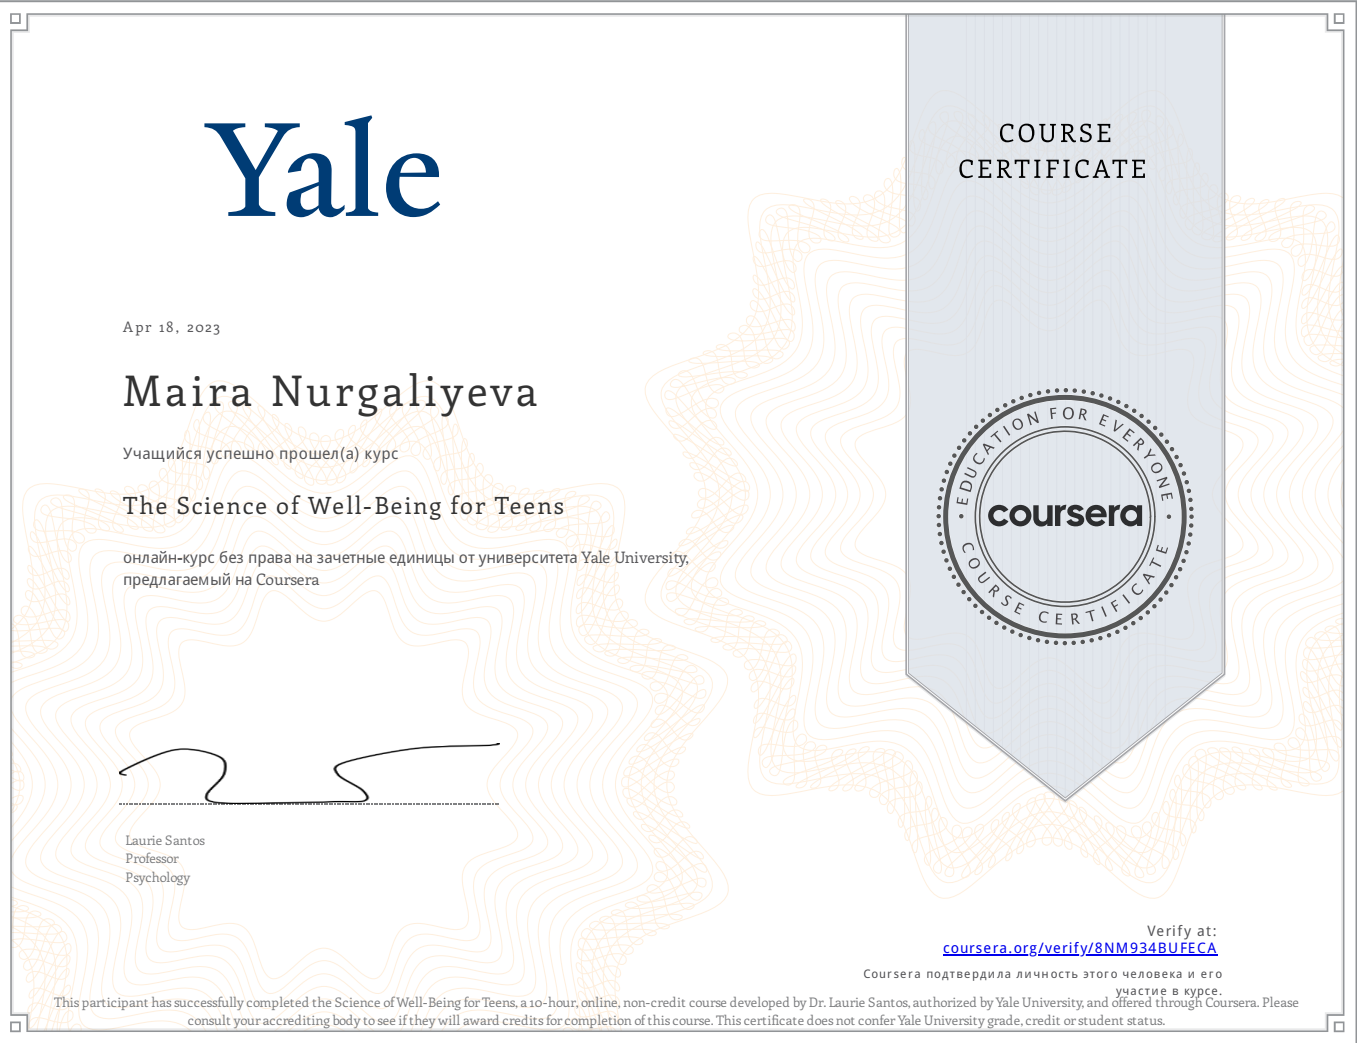 Yale
COURSE
CERTIFICATE
Apr 18, 2023
Maira Nurgaliyeva
Учащийся успешно прошел(а) курс
The Science of Well-Being for Teens
онлайн-курс без права на зачетные единицы от университета Yale University,
предлагаемый на Coursera
EDUCATION FOR EVERYONE
coursera
COURSE CERTIFICATE
Laurie Santos
Professor
Psychology
Verify at:
coursera.org/verify/8NM934BUFECA
Coursera подтвердила личность этого человека и его
участие в курсе.
This participant has successfully completed the Science of Well-Being for Teens, a 10-hour, online, non-credit course developed by Dr. Laurie Santos, authorized by Yale University, and offered through Coursera. Please
consult your accrediting body to see if they will award credits for completion of this course. This certificate does not confer Yale University grade, credit or student status.